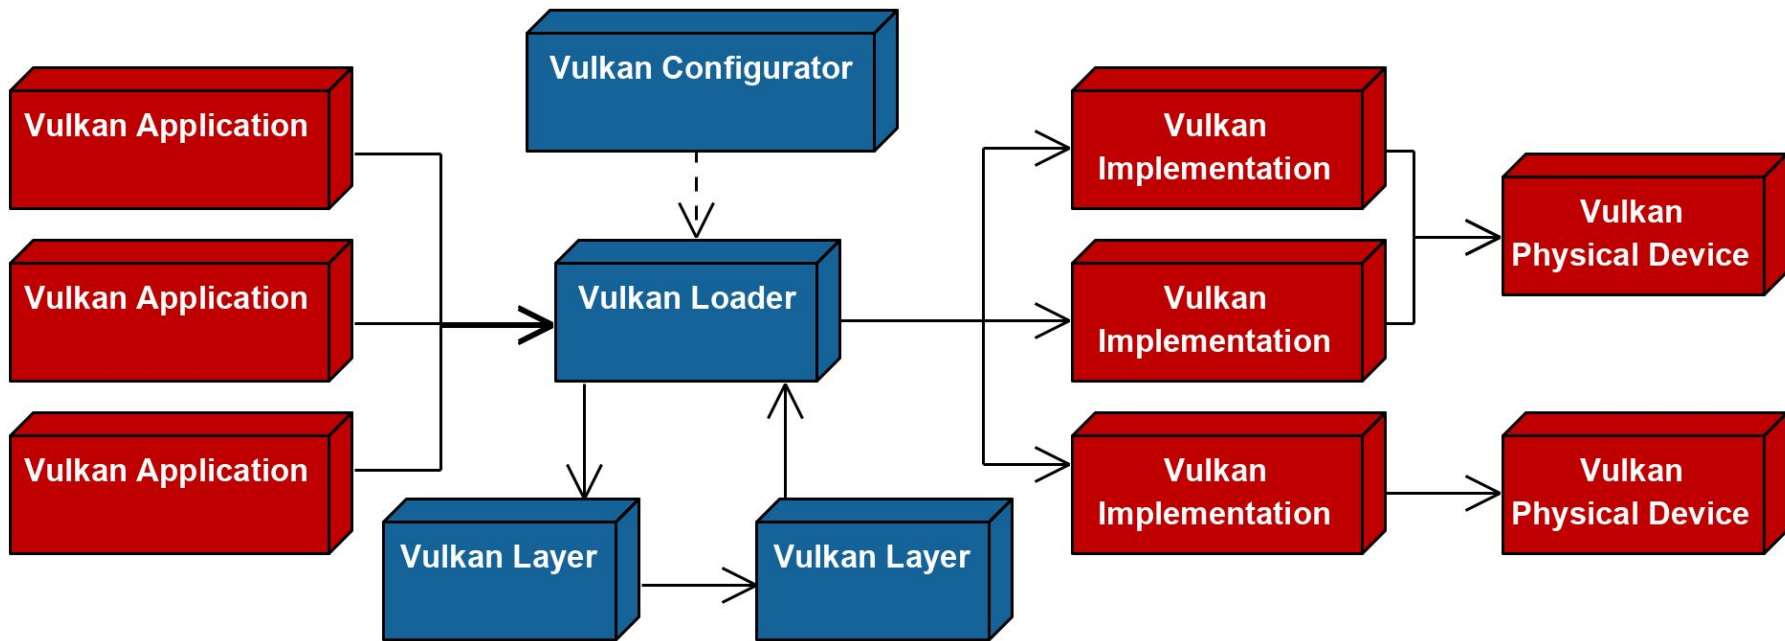 Vulkan Configurator
Vulkan Application
Vulkan Application
Vulkan Application
Vulkan Loader
Vulkan Layer
Vulkan Layer
Vulkan
Implementation
Vulkan
Implementation
Vulkan
Implementation
Vulkan
Physical Device
Vulkan
Physical Device